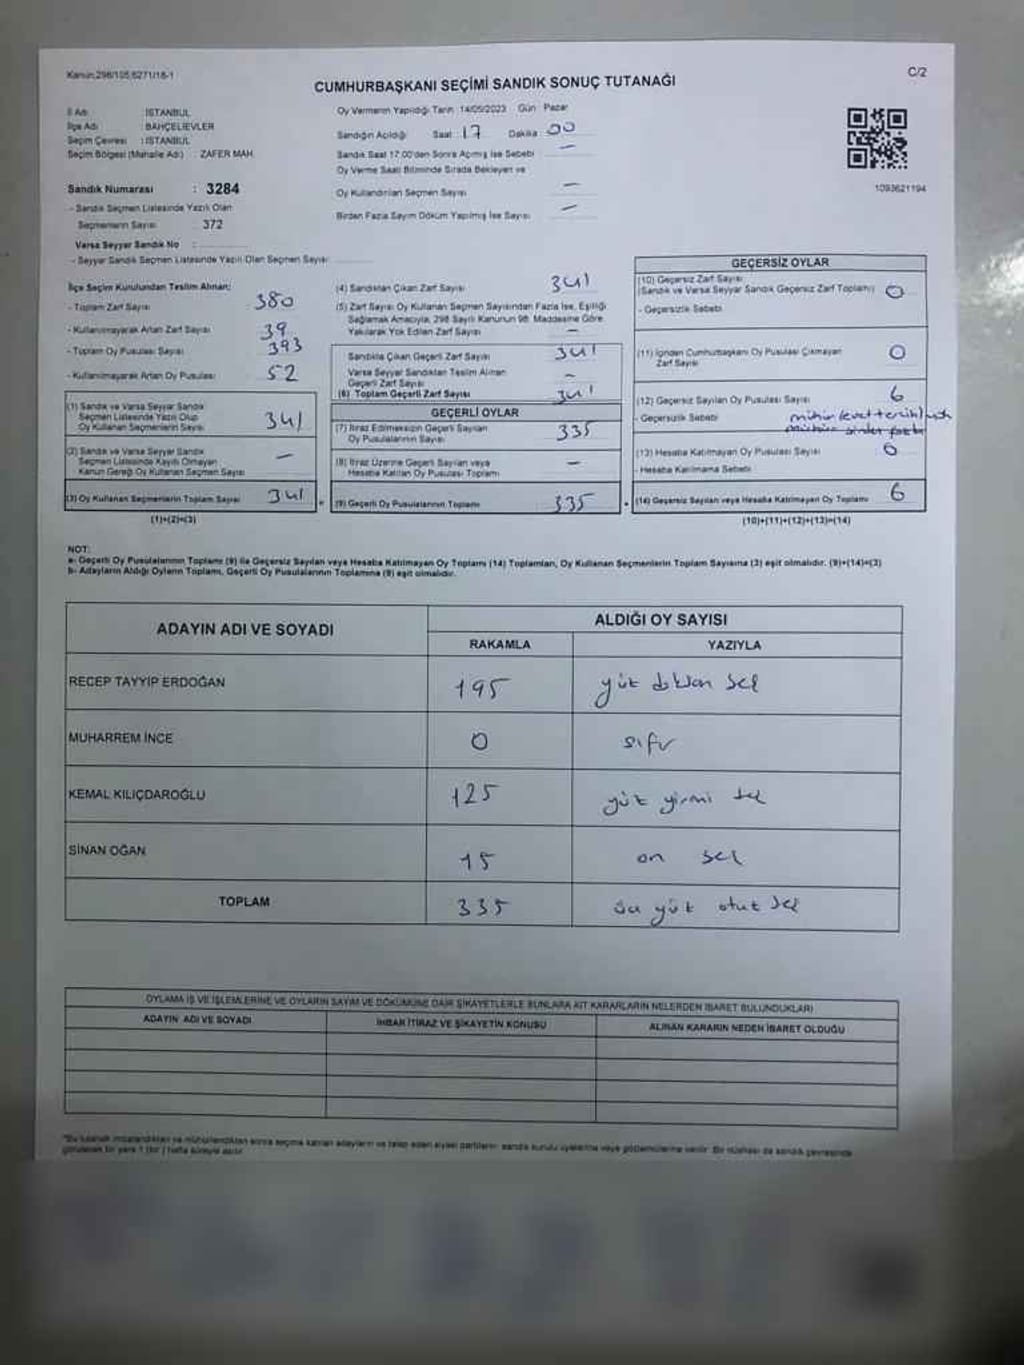 Kanun:298/105,6271/18-1
C/2
CUMHURBAŞKANI SEÇİMİ SANDIK SONUÇ TUTANAĞI
İl Adı : İSTANBUL
İlçe Adı : BAHÇELİEVLER
Seçim Çevresi : İSTANBUL
Seçim Bölgesi (Mahalle Adı) : ZAFER MAH.
Sandık Numarası : 3284
- Sandık Seçmen Listesinde Yazılı Olan
Seçmenlerin Sayısı 372
Varsa Seyyar Sandık No :
- Seyyar Sandık Seçmen Listesinde Yazılı Olan Seçmen Sayısı
Oy Vermenin Yapıldığı Tarih: 14/05/2023 Gün: Pazar
Sandığın Açıldığı Saat: 17 Dakika: 00
Sandık Saat 17:00'den Sonra Açılmış İse Sebebi —
Oy Verme Saati Bitiminde Sırada Bekleyen ve
Oy Kullandırılan Seçmen Sayısı —
Birden Fazla Sayım Döküm Yapılmış İse Sayısı —
1093621194
İlçe Seçim Kurulundan Teslim Alınan:
- Toplam Zarf Sayısı 380
- Kullanılmayarak Artan Zarf Sayısı 39
- Toplam Oy Pusulası Sayısı 393
- Kullanılmayarak Artan Oy Pusulası 52
(1) Sandık ve Varsa Seyyar Sandık
Seçmen Listesinde Yazılı Olup
Oy Kullanan Seçmenlerin Sayısı 341
(2) Sandık ve Varsa Seyyar Sandık
Seçmen Listesinde Kayıtlı Olmayan
Kanun Gereği Oy Kullanan Seçmen Sayısı —
(3) Oy Kullanan Seçmenlerin Toplam Sayısı 341
(1)+(2)=(3)
(4) Sandıktan Çıkan Zarf Sayısı 341
(5) Zarf Sayısı Oy Kullanan Seçmen Sayısından Fazla İse, Eşitliği
Sağlamak Amacıyla, 298 Sayılı Kanunun 98. Maddesine Göre
Yakılarak Yok Edilen Zarf Sayısı —
Sandıkta Çıkan Geçerli Zarf Sayısı 341
Varsa Seyyar Sandıktan Teslim Alınan
Geçerli Zarf Sayısı —
(6) Toplam Geçerli Zarf Sayısı 341
GEÇERLİ OYLAR
(7) İtiraz Edilmeksizin Geçerli Sayılan
Oy Pusulalarının Sayısı 335
(8) İtiraz Üzerine Geçerli Sayılan veya
Hesaba Katılan Oy Pusulaları Toplamı —
(9) Geçerli Oy Pusulalarının Toplamı 335
GEÇERSİZ OYLAR
(10) Geçersiz Zarf Sayısı
(Sandık ve Varsa Seyyar Sandık Geçersiz Zarf Toplamı) 0
- Geçersizlik Sebebi
(11) İçinden Cumhurbaşkanı Oy Pusulası Çıkmayan
Zarf Sayısı 0
(12) Geçersiz Sayılan Oy Pusulası Sayısı 6
- Geçersizlik Sebebi
(13) Hesaba Katılmayan Oy Pusulası Sayısı 0
- Hesaba Katılmama Sebebi
(14) Geçersiz Sayılan veya Hesaba Katılmayan Oy Toplamı 6
(10)+(11)+(12)+(13)=(14)
NOT:
a- Geçerli Oy Pusulalarının Toplamı (9) ile Geçersiz Sayılan veya Hesaba Katılmayan Oy Toplamı (14) Toplamları, Oy Kullanan Seçmenlerin Toplam Sayısına (3) eşit olmalıdır. (9)+(14)=(3)
b- Adayların Aldığı Oyların Toplamı, Geçerli Oy Pusulalarının Toplamına (9) eşit olmalıdır.
ADAYIN ADI VE SOYADI
ALDIĞI OY SAYISI
RAKAMLA YAZIYLA
RECEP TAYYİP ERDOĞAN 195 yüz doksan beş
MUHARREM İNCE 0 sıfır
KEMAL KILIÇDAROĞLU 125 yüz yirmi beş
SİNAN OĞAN 15 on beş
TOPLAM 335 üç yüz otuz beş
OYLAMA İŞ VE İŞLEMLERİNE VE OYLARIN SAYIM VE DÖKÜMÜNE DAİR ŞİKAYETLERLE BUNLARA AİT KARARLARIN NELERDEN İBARET BULUNDUKLARI
ADAYIN ADI VE SOYADI İHBAR İTİRAZ VE ŞİKAYETİN KONUSU ALINAN KARARIN NEDEN İBARET OLDUĞU